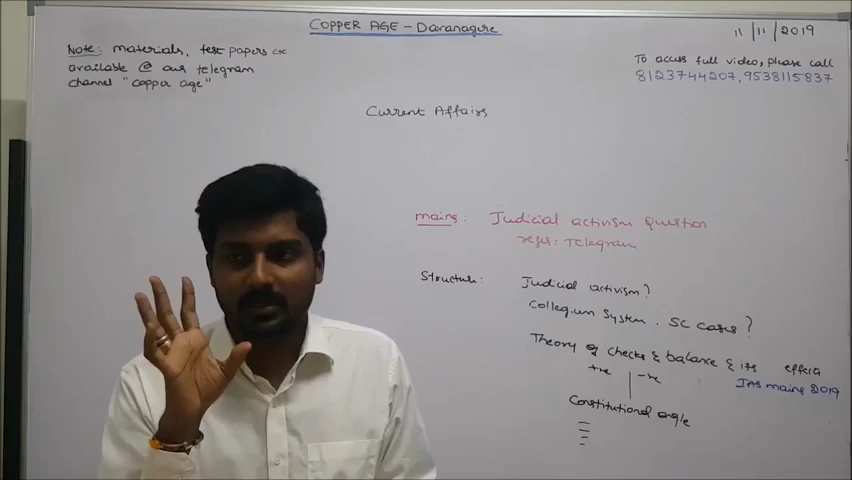 COPPER AGE - Davanagere
11/11/2019
Note: materials, test papers etc
available @ our telegram
channel "copper age"
To access full video, please call
8123744207, 9538115837
Current Affairs
mains: Judicial activism Question
refer: Telegram
Structure: Judicial activism?
Collegium System. SC cases?
Theory of checks & balance & its effects
+ve -ve
IAS mains 2019
Constitutional angle